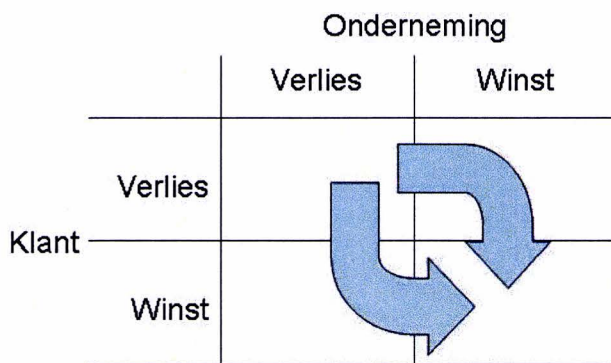 Onderneming
Verlies Winst
Verlies
Klant
Winst